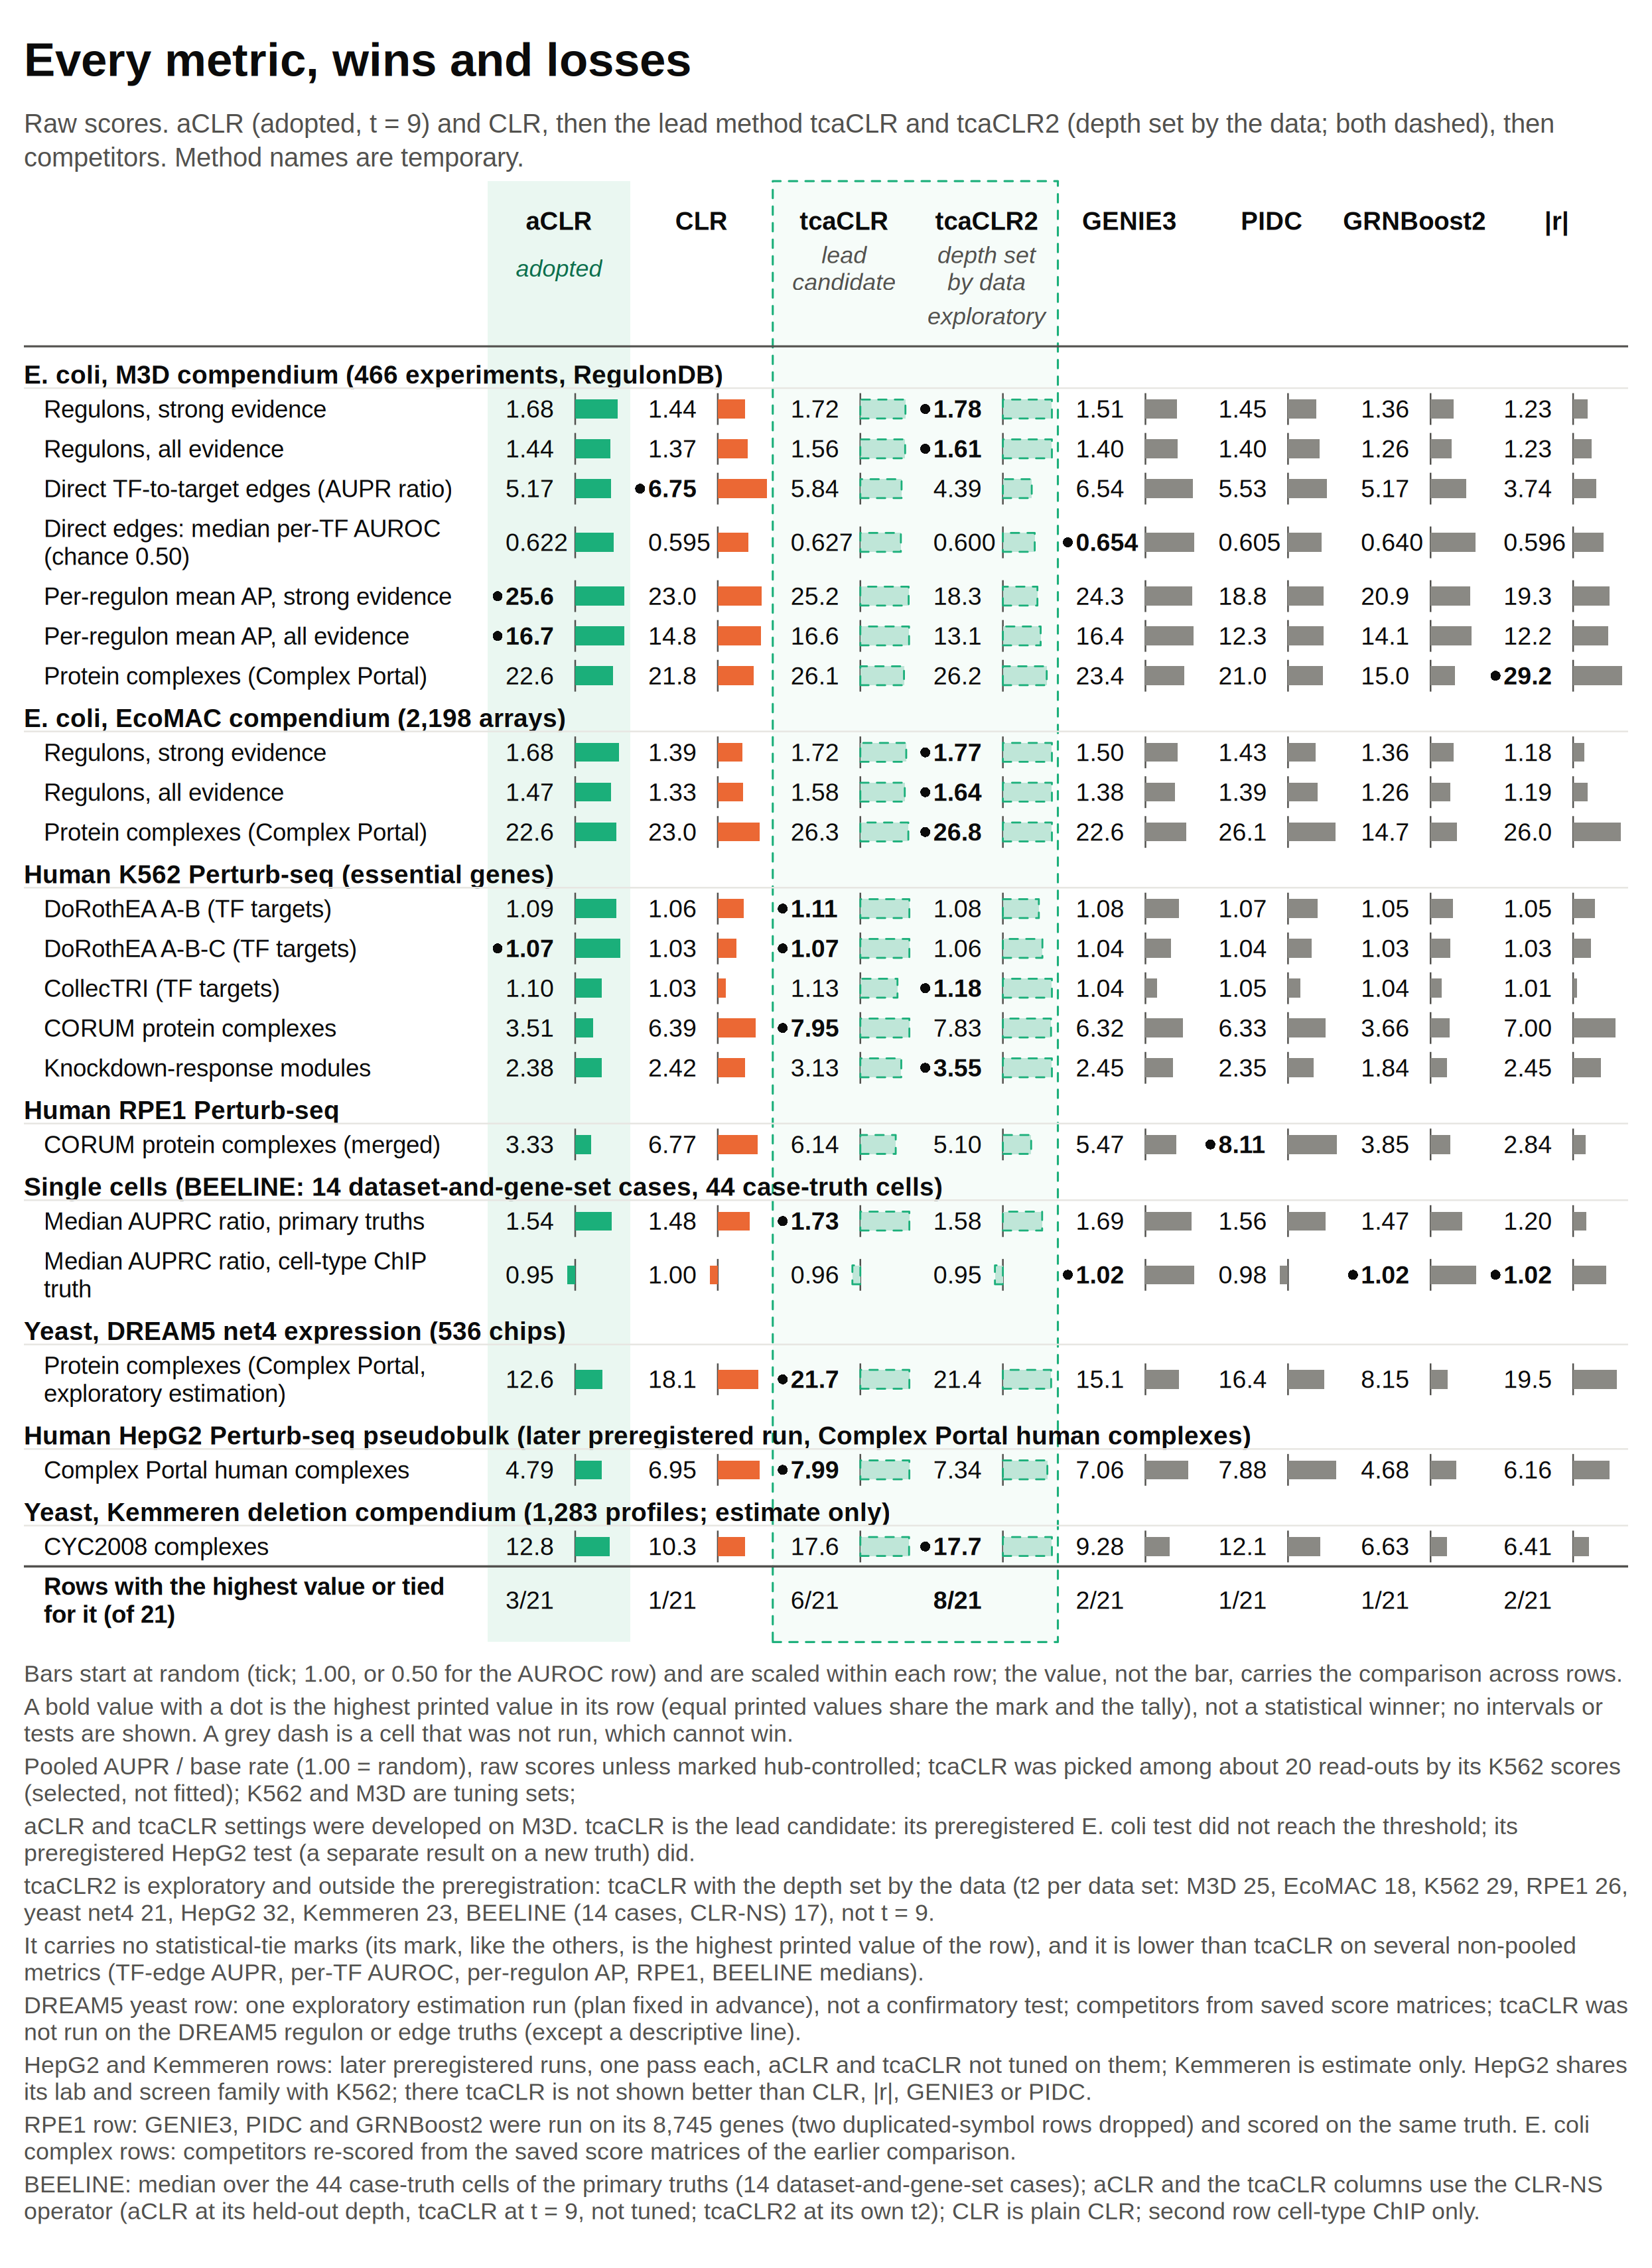 Every metric, wins and losses
Raw scores. aCLR (adopted, t = 9) and CLR, then the lead method tcaCLR and tcaCLR2 (depth set by the data; both dashed), then
competitors. Method names are temporary.
aCLR CLR tcaCLR tcaCLR2 GENIE3 PIDC GRNBoost2 |r|
adopted lead candidate depth set by data exploratory
E. coli, M3D compendium (466 experiments, RegulonDB)
Regulons, strong evidence 1.68 1.44 1.72 •1.78 1.51 1.45 1.36 1.23
Regulons, all evidence 1.44 1.37 1.56 •1.61 1.40 1.40 1.26 1.23
Direct TF-to-target edges (AUPR ratio) 5.17 •6.75 5.84 4.39 6.54 5.53 5.17 3.74
Direct edges: median per-TF AUROC
(chance 0.50) 0.622 0.595 0.627 0.600 •0.654 0.605 0.640 0.596
Per-regulon mean AP, strong evidence •25.6 23.0 25.2 18.3 24.3 18.8 20.9 19.3
Per-regulon mean AP, all evidence •16.7 14.8 16.6 13.1 16.4 12.3 14.1 12.2
Protein complexes (Complex Portal) 22.6 21.8 26.1 26.2 23.4 21.0 15.0 •29.2
E. coli, EcoMAC compendium (2,198 arrays)
Regulons, strong evidence 1.68 1.39 1.72 •1.77 1.50 1.43 1.36 1.18
Regulons, all evidence 1.47 1.33 1.58 •1.64 1.38 1.39 1.26 1.19
Protein complexes (Complex Portal) 22.6 23.0 26.3 •26.8 22.6 26.1 14.7 26.0
Human K562 Perturb-seq (essential genes)
DoRothEA A-B (TF targets) 1.09 1.06 •1.11 1.08 1.08 1.07 1.05 1.05
DoRothEA A-B-C (TF targets) •1.07 1.03 •1.07 1.06 1.04 1.04 1.03 1.03
CollecTRI (TF targets) 1.10 1.03 1.13 •1.18 1.04 1.05 1.04 1.01
CORUM protein complexes 3.51 6.39 •7.95 7.83 6.32 6.33 3.66 7.00
Knockdown-response modules 2.38 2.42 3.13 •3.55 2.45 2.35 1.84 2.45
Human RPE1 Perturb-seq
CORUM protein complexes (merged) 3.33 6.77 6.14 5.10 5.47 •8.11 3.85 2.84
Single cells (BEELINE: 14 dataset-and-gene-set cases, 44 case-truth cells)
Median AUPRC ratio, primary truths 1.54 1.48 •1.73 1.58 1.69 1.56 1.47 1.20
Median AUPRC ratio, cell-type ChIP
truth 0.95 1.00 0.96 0.95 •1.02 0.98 •1.02 •1.02
Yeast, DREAM5 net4 expression (536 chips)
Protein complexes (Complex Portal,
exploratory estimation) 12.6 18.1 •21.7 21.4 15.1 16.4 8.15 19.5
Human HepG2 Perturb-seq pseudobulk (later preregistered run, Complex Portal human complexes)
Complex Portal human complexes 4.79 6.95 •7.99 7.34 7.06 7.88 4.68 6.16
Yeast, Kemmeren deletion compendium (1,283 profiles; estimate only)
CYC2008 complexes 12.8 10.3 17.6 •17.7 9.28 12.1 6.63 6.41
Rows with the highest value or tied
for it (of 21) 3/21 1/21 6/21 8/21 2/21 1/21 1/21 2/21
Bars start at random (tick; 1.00, or 0.50 for the AUROC row) and are scaled within each row; the value, not the bar, carries the comparison across rows.
A bold value with a dot is the highest printed value in its row (equal printed values share the mark and the tally), not a statistical winner; no intervals or
tests are shown. A grey dash is a cell that was not run, which cannot win.
Pooled AUPR / base rate (1.00 = random), raw scores unless marked hub-controlled; tcaCLR was picked among about 20 read-outs by its K562 scores
(selected, not fitted); K562 and M3D are tuning sets;
aCLR and tcaCLR settings were developed on M3D. tcaCLR is the lead candidate: its preregistered E. coli test did not reach the threshold; its
preregistered HepG2 test (a separate result on a new truth) did.
tcaCLR2 is exploratory and outside the preregistration: tcaCLR with the depth set by the data (t2 per data set: M3D 25, EcoMAC 18, K562 29, RPE1 26,
yeast net4 21, HepG2 32, Kemmeren 23, BEELINE (14 cases, CLR-NS) 17), not t = 9.
It carries no statistical-tie marks (its mark, like the others, is the highest printed value of the row), and it is lower than tcaCLR on several non-pooled
metrics (TF-edge AUPR, per-TF AUROC, per-regulon AP, RPE1, BEELINE medians).
DREAM5 yeast row: one exploratory estimation run (plan fixed in advance), not a confirmatory test; competitors from saved score matrices; tcaCLR was
not run on the DREAM5 regulon or edge truths (except a descriptive line).
HepG2 and Kemmeren rows: later preregistered runs, one pass each, aCLR and tcaCLR not tuned on them; Kemmeren is estimate only. HepG2 shares
its lab and screen family with K562; there tcaCLR is not shown better than CLR, |r|, GENIE3 or PIDC.
RPE1 row: GENIE3, PIDC and GRNBoost2 were run on its 8,745 genes (two duplicated-symbol rows dropped) and scored on the same truth. E. coli
complex rows: competitors re-scored from the saved score matrices of the earlier comparison.
BEELINE: median over the 44 case-truth cells of the primary truths (14 dataset-and-gene-set cases); aCLR and the tcaCLR columns use the CLR-NS
operator (aCLR at its held-out depth, tcaCLR at t = 9, not tuned; tcaCLR2 at its own t2); CLR is plain CLR; second row cell-type ChIP only.